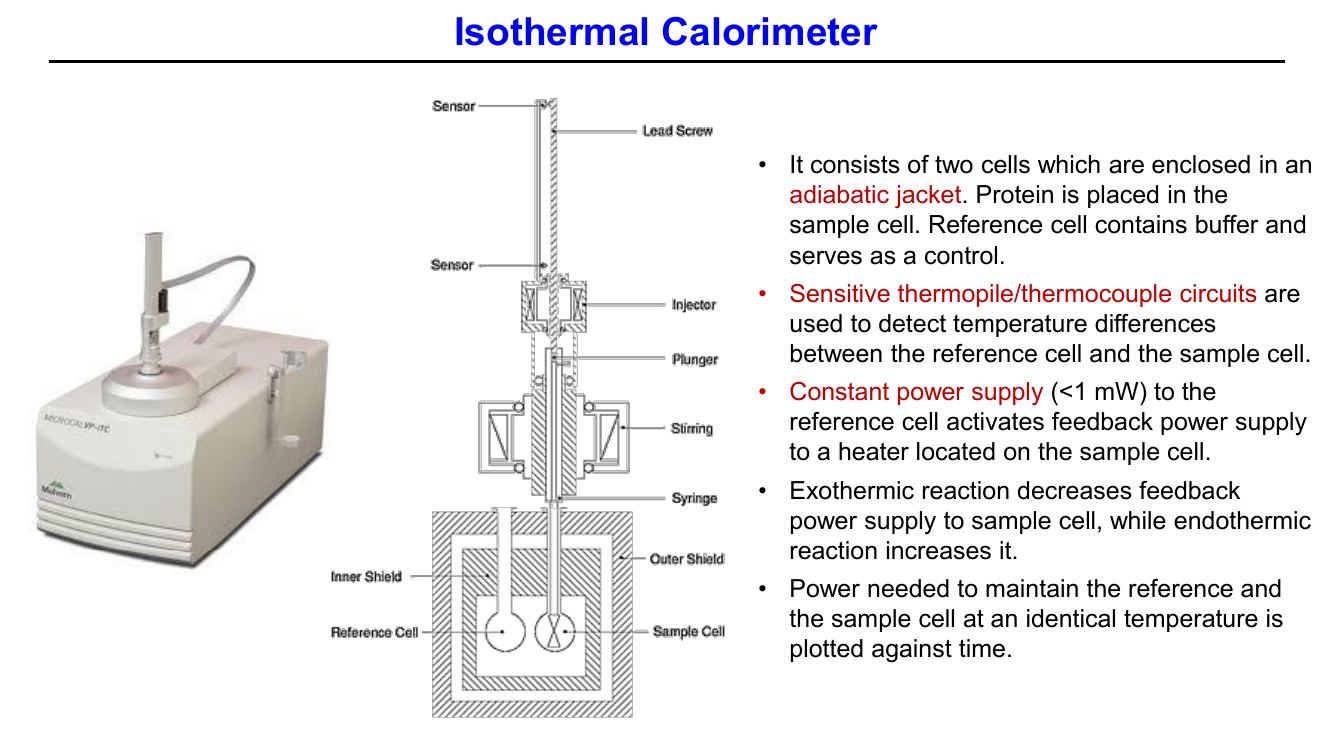 Isothermal Calorimeter
Sensor
Lead Screw
Sensor
Injector
Plunger
Stirring
Syringe
Outer Shield
Inner Shield
Reference Cell
Sample Cell
MICROCAL VP-ITC
Malvern
• It consists of two cells which are enclosed in an
adiabatic jacket. Protein is placed in the
sample cell. Reference cell contains buffer and
serves as a control.
• Sensitive thermopile/thermocouple circuits are
used to detect temperature differences
between the reference cell and the sample cell.
• Constant power supply (<1 mW) to the
reference cell activates feedback power supply
to a heater located on the sample cell.
• Exothermic reaction decreases feedback
power supply to sample cell, while endothermic
reaction increases it.
• Power needed to maintain the reference and
the sample cell at an identical temperature is
plotted against time.